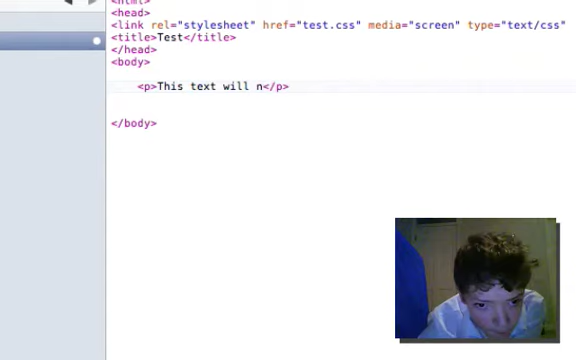 <html>
<head>
<link rel="stylesheet" href="test.css" media="screen" type="text/css"
<title>Test</title>
</head>
<body>
<p>This text will n</p>
</body>